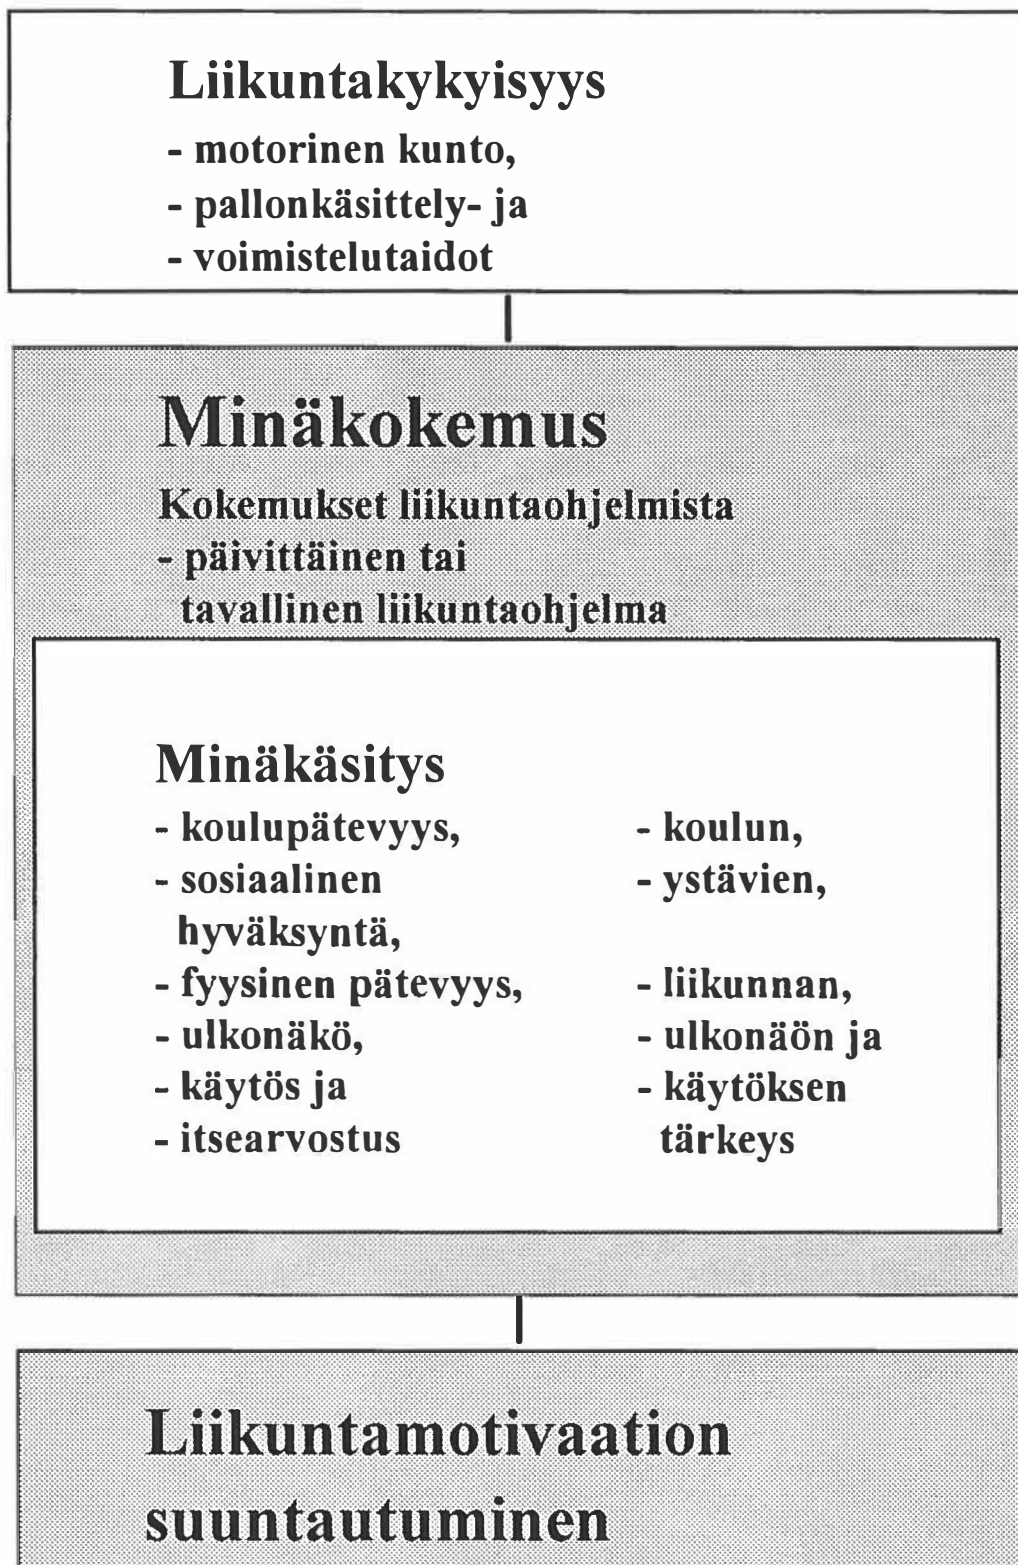 Liikuntakykyisyys
- motorinen kunto,
- pallonkäsittely- ja
- voimistelutaidot
Minäkokemus
Kokemukset liikuntaohjelmista
- päivittäinen tai
tavallinen liikuntaohjelma
Minäkäsitys
- koulupätevyys, - koulun,
- sosiaalinen - ystävien,
hyväksyntä,
- fyysinen pätevyys, - liikunnan,
- ulkonäkö, - ulkonäön ja
- käytös ja - käytöksen
- itsearvostus tärkeys
Liikuntamotivaation
suuntautuminen